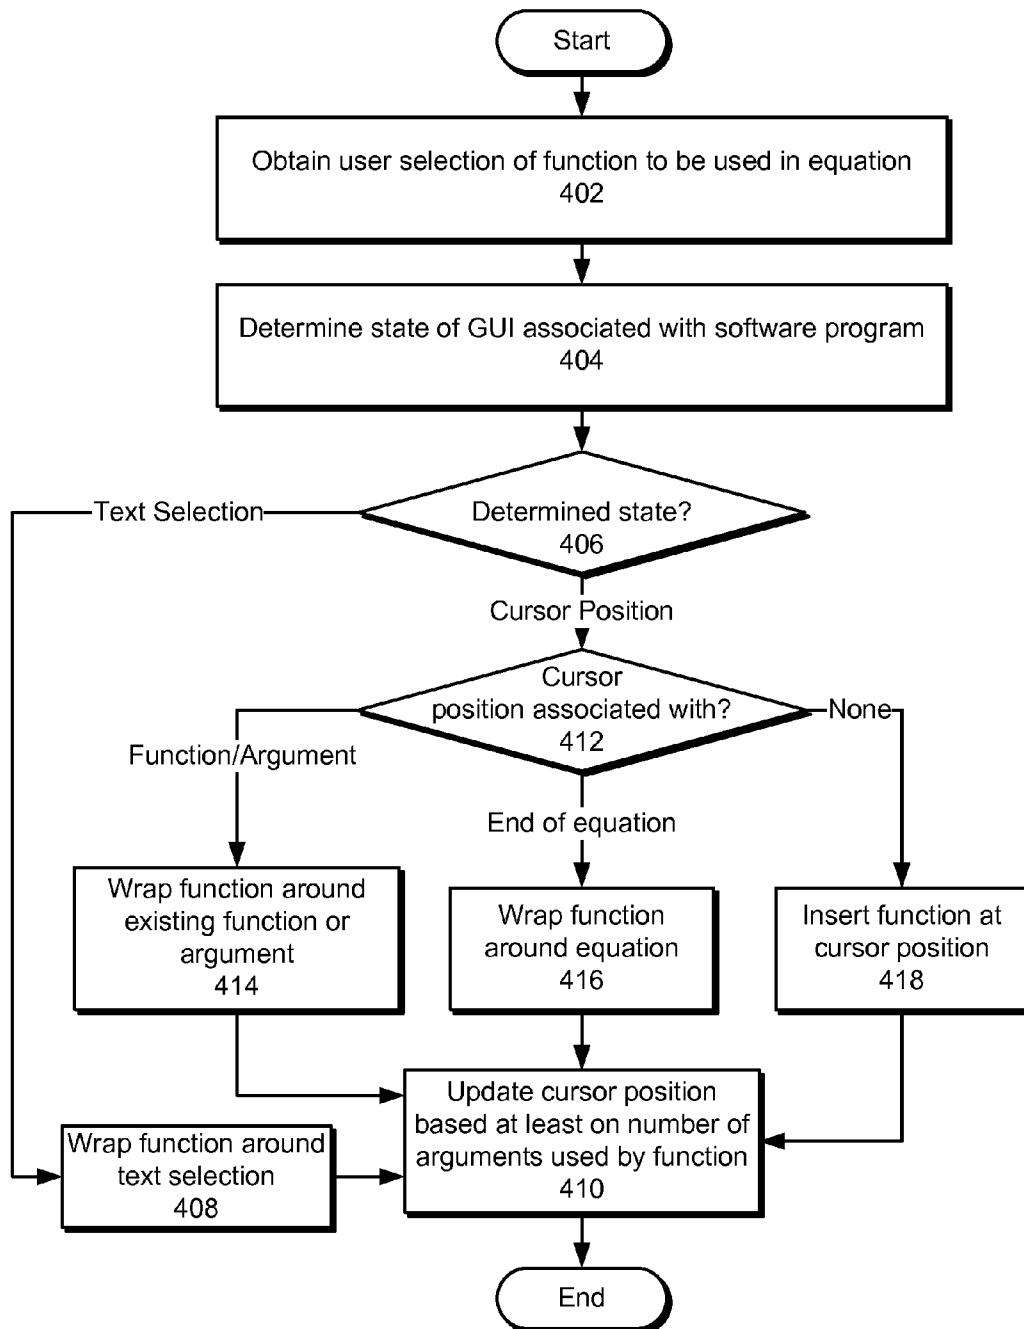 Start
Obtain user selection of function to be used in equation
402
Determine state of GUI associated with software program
404
Text Selection
Determined state?
406
Cursor Position
Cursor
position associated with?
412
None
Function/Argument
End of equation
Wrap function around
existing function or
argument
414
Wrap function
around equation
416
Insert function at
cursor position
418
Update cursor position
based at least on number of
arguments used by function
410
Wrap function around
text selection
408
End